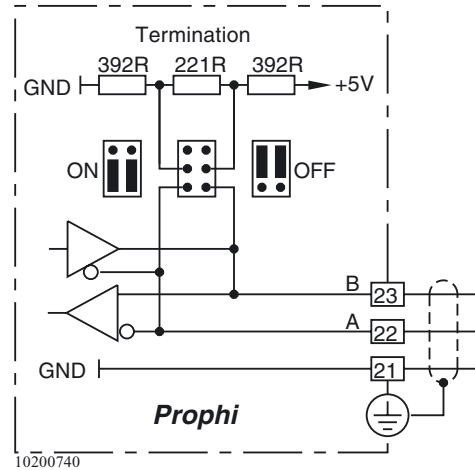 Termination
392R 221R 392R
GND +5V
ON OFF
B 23
A 22
GND 21
Prophi
10200740